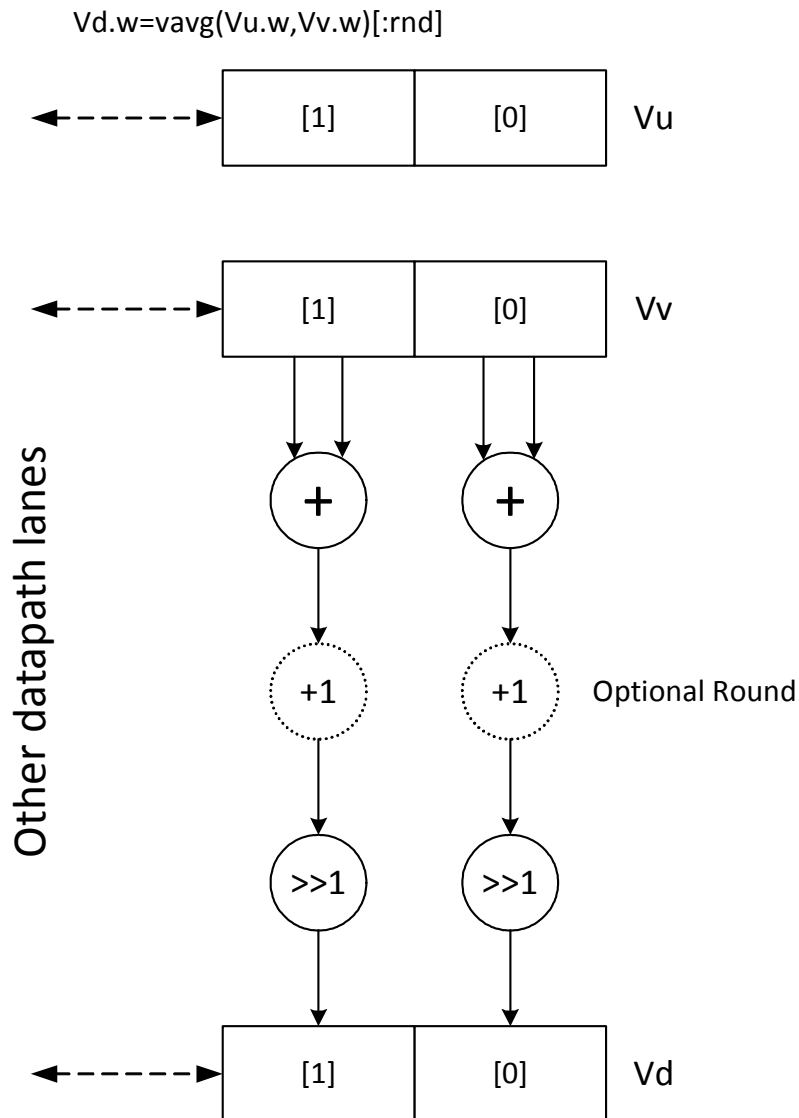 Vd.w=vavg(Vu.w,Vv.w)[:rnd]
[1] [0] Vu
[1] [0] Vv
Other datapath lanes
+ +
+1 +1 Optional Round
>>1 >>1
[1] [0] Vd